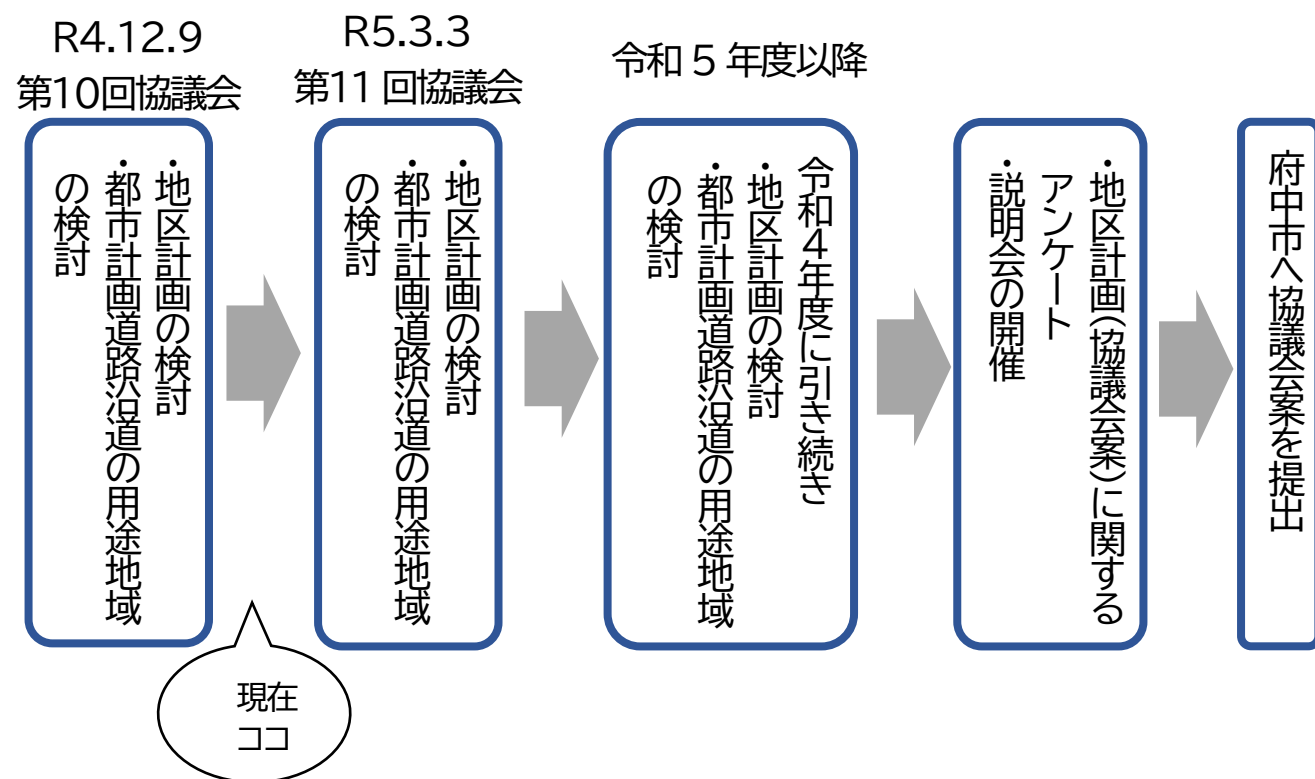 R4.12.9
第10回協議会
・地区計画の検討
・都市計画道路沿道の用途地域
の検討
R5.3.3
第11回協議会
・地区計画の検討
・都市計画道路沿道の用途地域
の検討
令和5年度以降
令和4年度に引き続き
・地区計画の検討
・都市計画道路沿道の用途地域
の検討
・地区計画(協議会案)に関する
アンケート
・説明会の開催
府中市へ協議会案を提出
現在
ココ